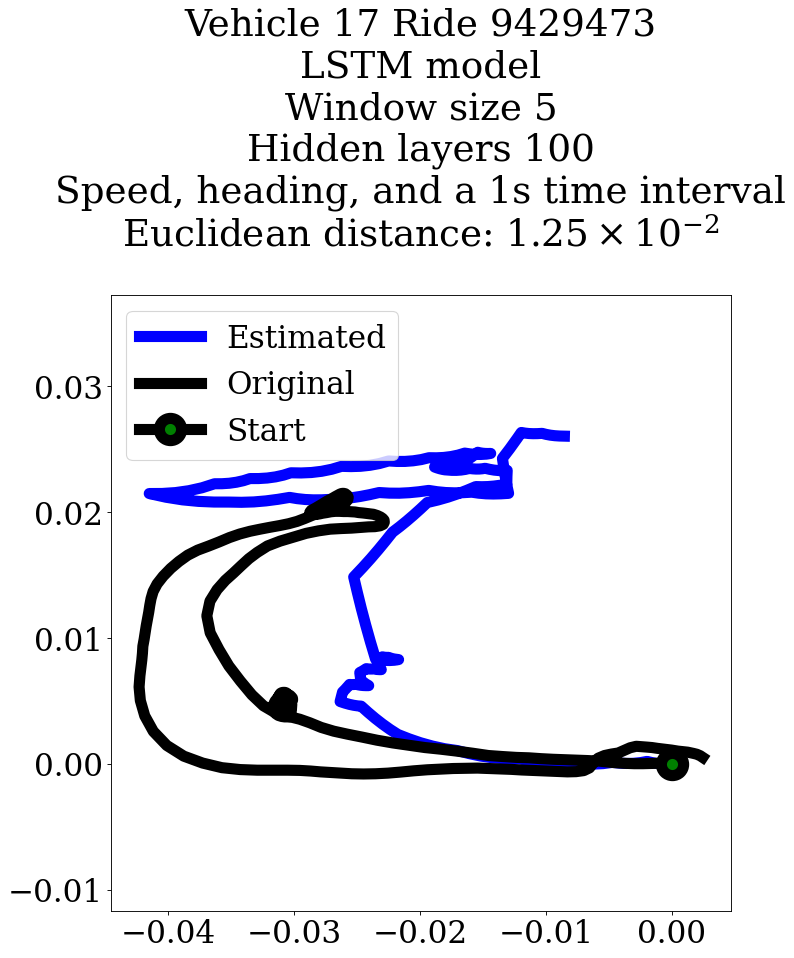 Vehicle 17 Ride 9429473
LSTM model
Window size 5
Hidden layers 100
Speed, heading, and a 1s time interval
Euclidean distance: 1.25 × 10⁻²
Estimated
Original
Start
0.03
0.02
0.01
0.00
−0.01
−0.04 −0.03 −0.02 −0.01 0.00